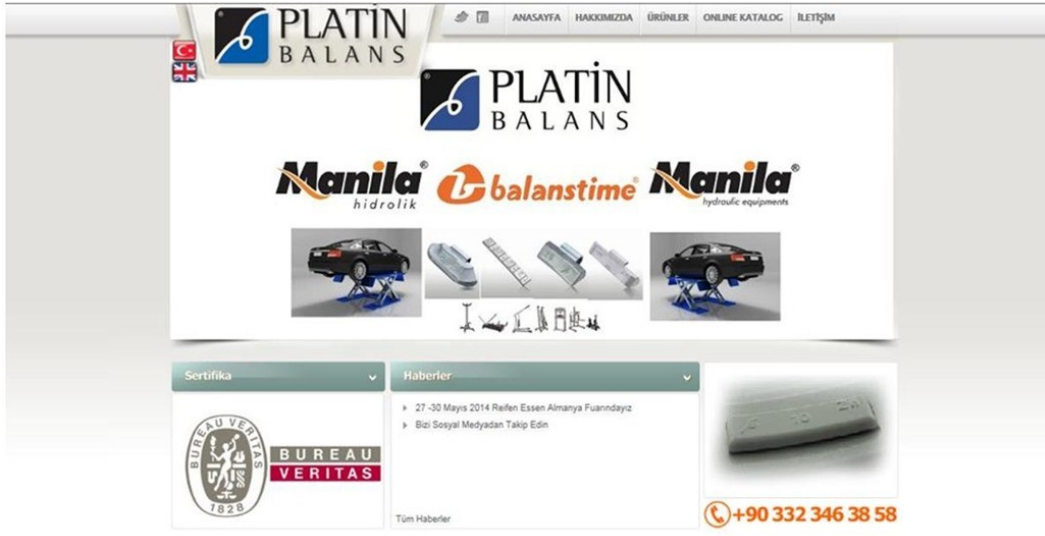 PLATİN
BALANS
ANASAYFA HAKKIMIZDA ÜRÜNLER ONLINE KATALOG İLETİŞİM
PLATİN
BALANS
Manila®
hidrolik
balanstime
Manila®
hydraulic equipments
Sertifika
Haberler
27 -30 Mayıs 2014 Reifen Essen Almanya Fuarındayız
Bizi Sosyal Medyadan Takip Edin
BUREAU VERITAS
1828
BUREAU
VERITAS
10
Tüm Haberler
+90 332 346 38 58